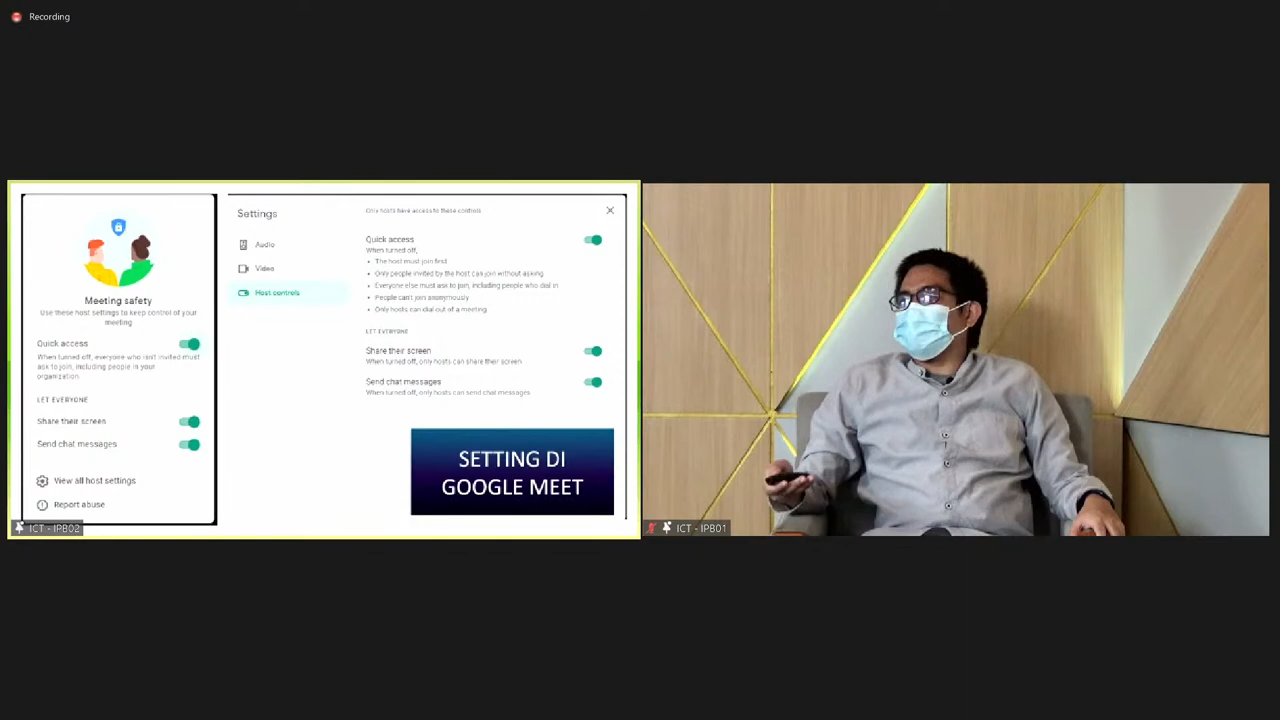 Recording
Meeting safety
Use these host settings to keep control of your
meeting
Quick access
When turned off, everyone who isn't invited must
ask to join, including people in your
organization.
LET EVERYONE
Share their screen
Send chat messages
View all host settings
Report abuse
ICT - IPB02
Settings
Audio
Video
Host controls
Only hosts have access to these controls
Quick access
When turned off,
The host must join first
Only people invited by the host can join without asking
Everyone else must ask to join, including people who dial in
People can't join anonymously
Only hosts can dial out of a meeting
LET EVERYONE
Share their screen
When turned off, only hosts can share their screen
Send chat messages
When turned off, only hosts can send chat messages
SETTING DI
GOOGLE MEET
ICT - IPB01